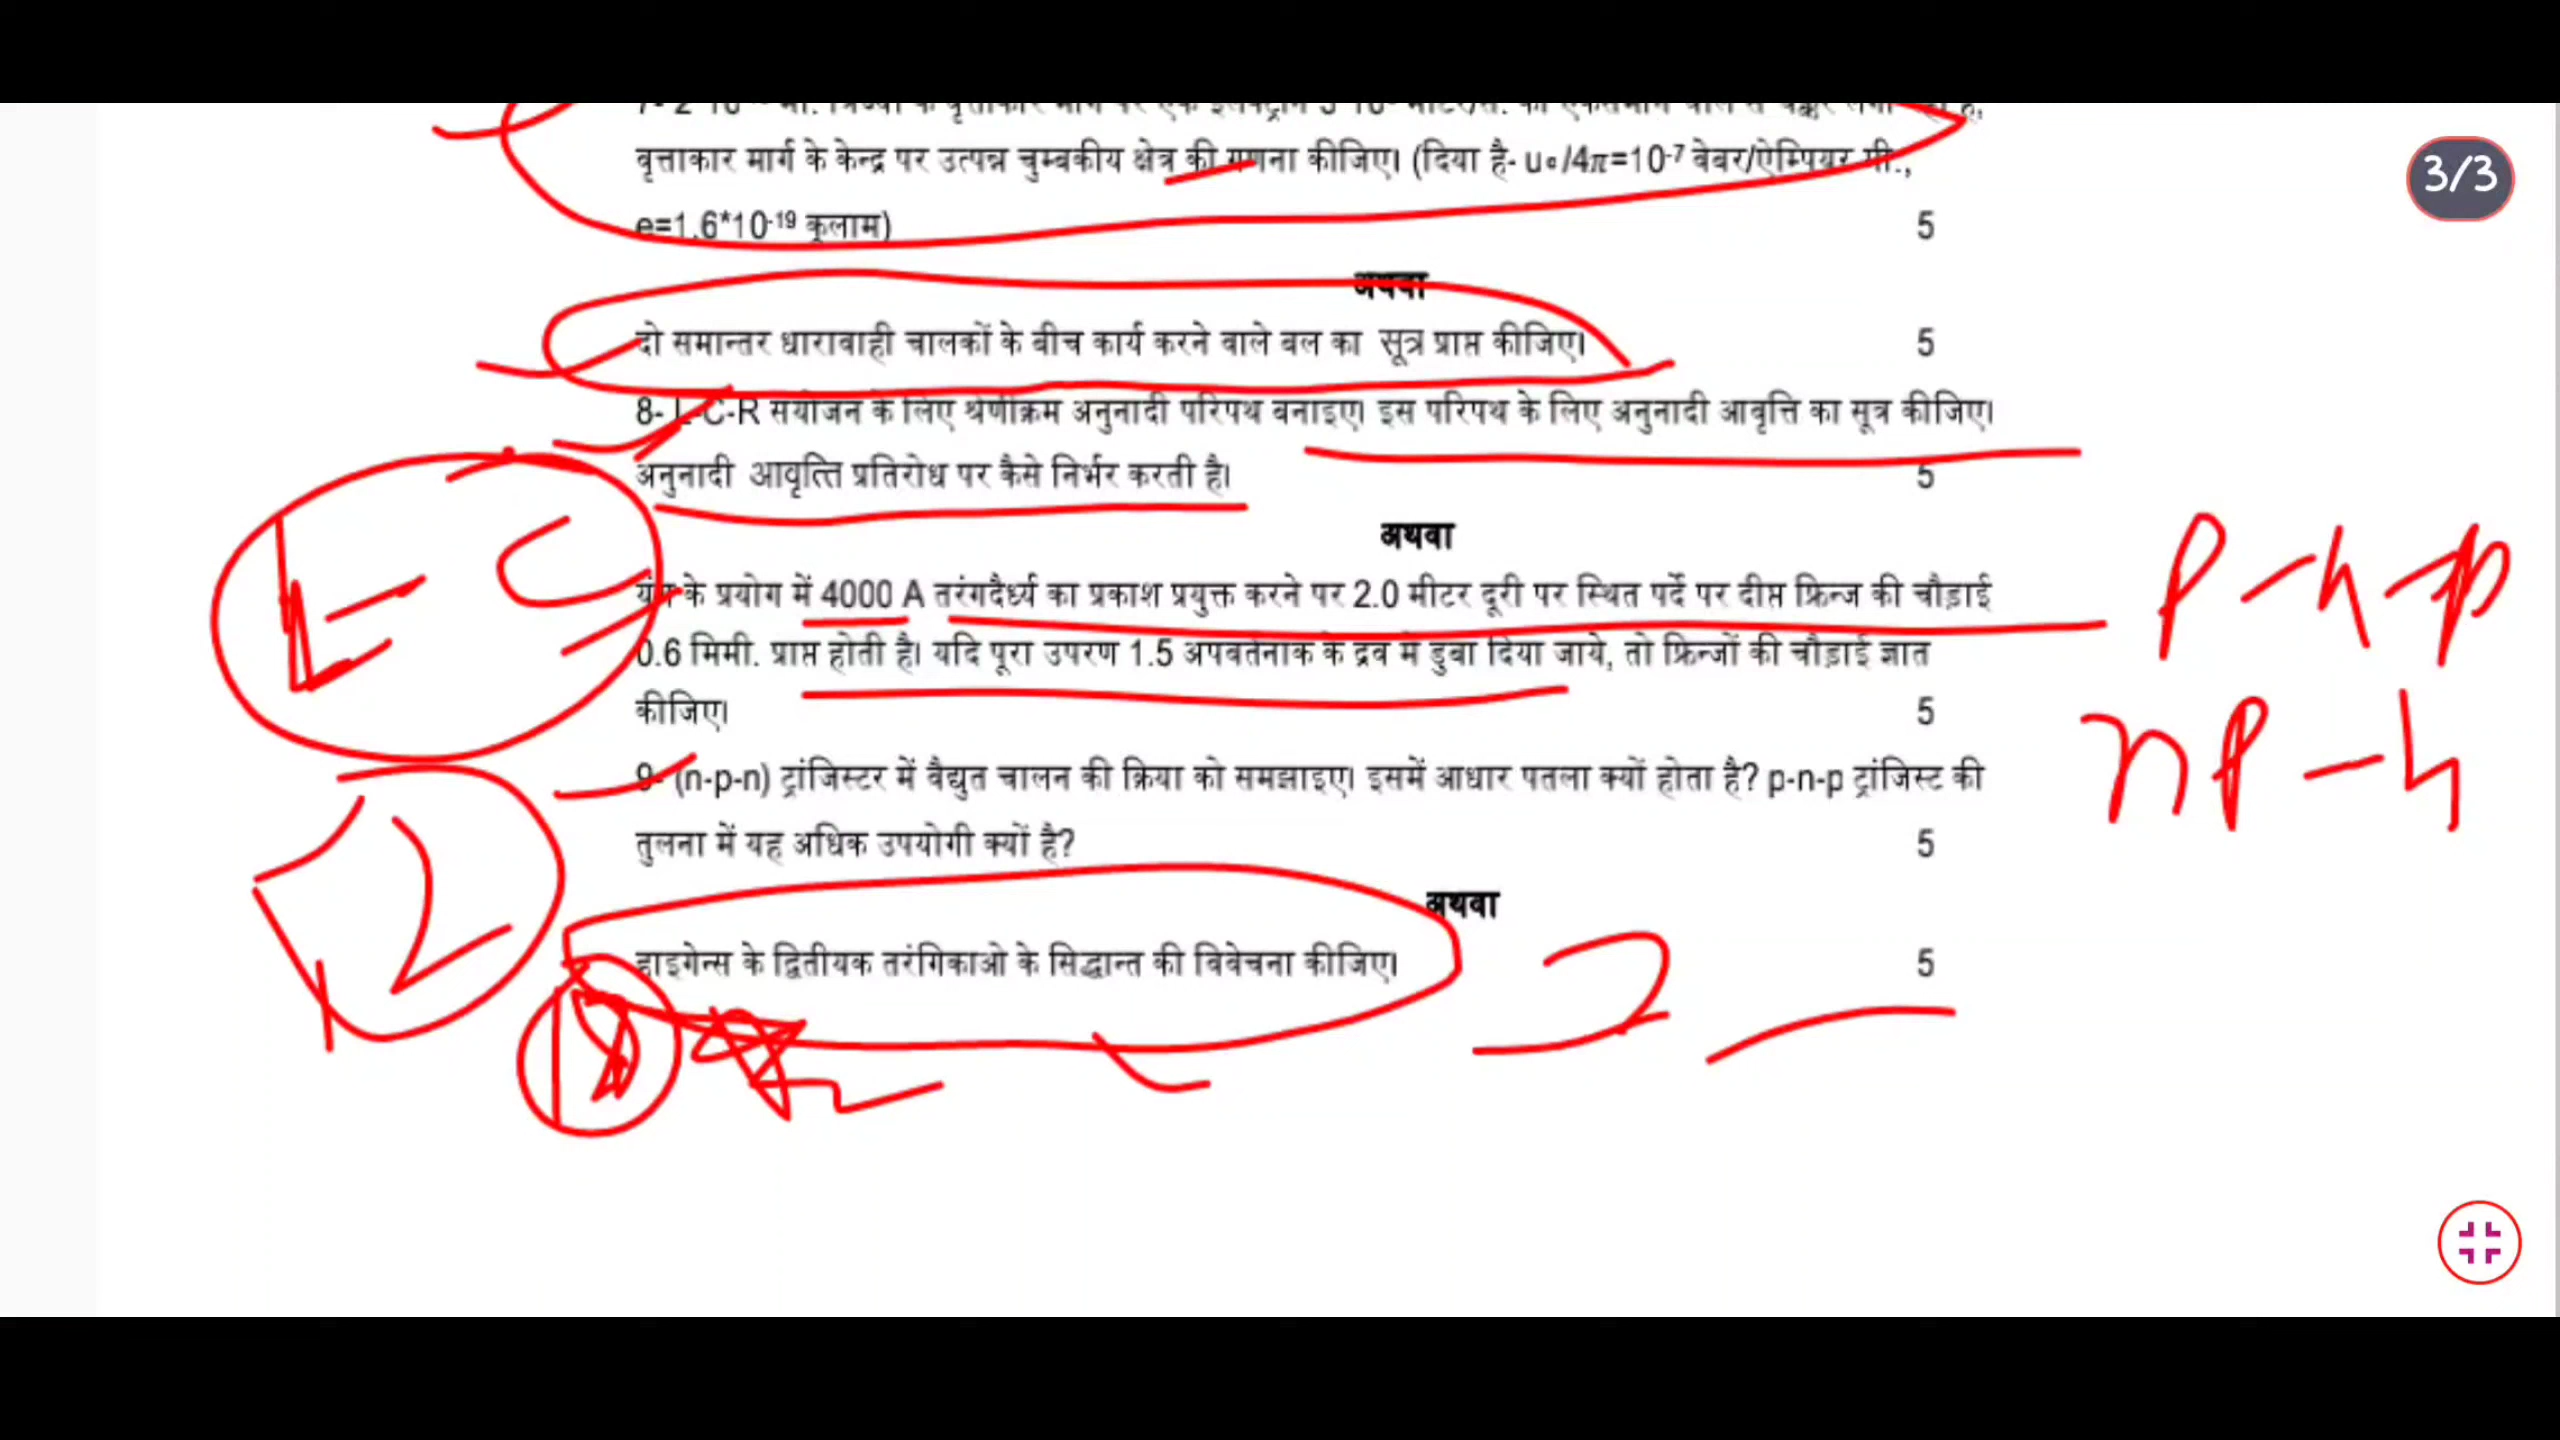 3/3
वृत्ताकार मार्ग के केन्द्र पर उत्पन्न चुम्बकीय क्षेत्र की गणना कीजिए। (दिया है- u०/4π=10⁻⁷ वेबर/ऐम्पियर मी.,
e=1.6*10⁻¹⁹ कूलाम) 5
अथवा
दो समान्तर धारावाही चालकों के बीच कार्य करने वाले बल का सूत्र प्राप्त कीजिए। 5
8- L-C-R संयोजन के लिए श्रेणीक्रम अनुनादी परिपथ बनाइए। इस परिपथ के लिए अनुनादी आवृत्ति का सूत्र कीजिए।
अनुनादी आवृत्ति प्रतिरोध पर कैसे निर्भर करती है। 5
अथवा
यंग के प्रयोग में 4000 A तरंगदैर्ध्य का प्रकाश प्रयुक्त करने पर 2.0 मीटर दूरी पर स्थित पर्दे पर दीप्त फ्रिन्ज की चौड़ाई
0.6 मिमी. प्राप्त होती है। यदि पूरा उपरण 1.5 अपवर्तनाक के द्रव में डुबा दिया जाये, तो फ्रिन्जों की चौड़ाई ज्ञात
कीजिए। 5
p-n-p
9- (n-p-n) ट्रांजिस्टर में वैद्युत चालन की क्रिया को समझाइए। इसमें आधार पतला क्यों होता है? p-n-p ट्रांजिस्ट की
np-n
तुलना में यह अधिक उपयोगी क्यों है? 5
अथवा
हाइगेन्स के द्वितीयक तरंगिकाओ के सिद्धान्त की विवेचना कीजिए। 5